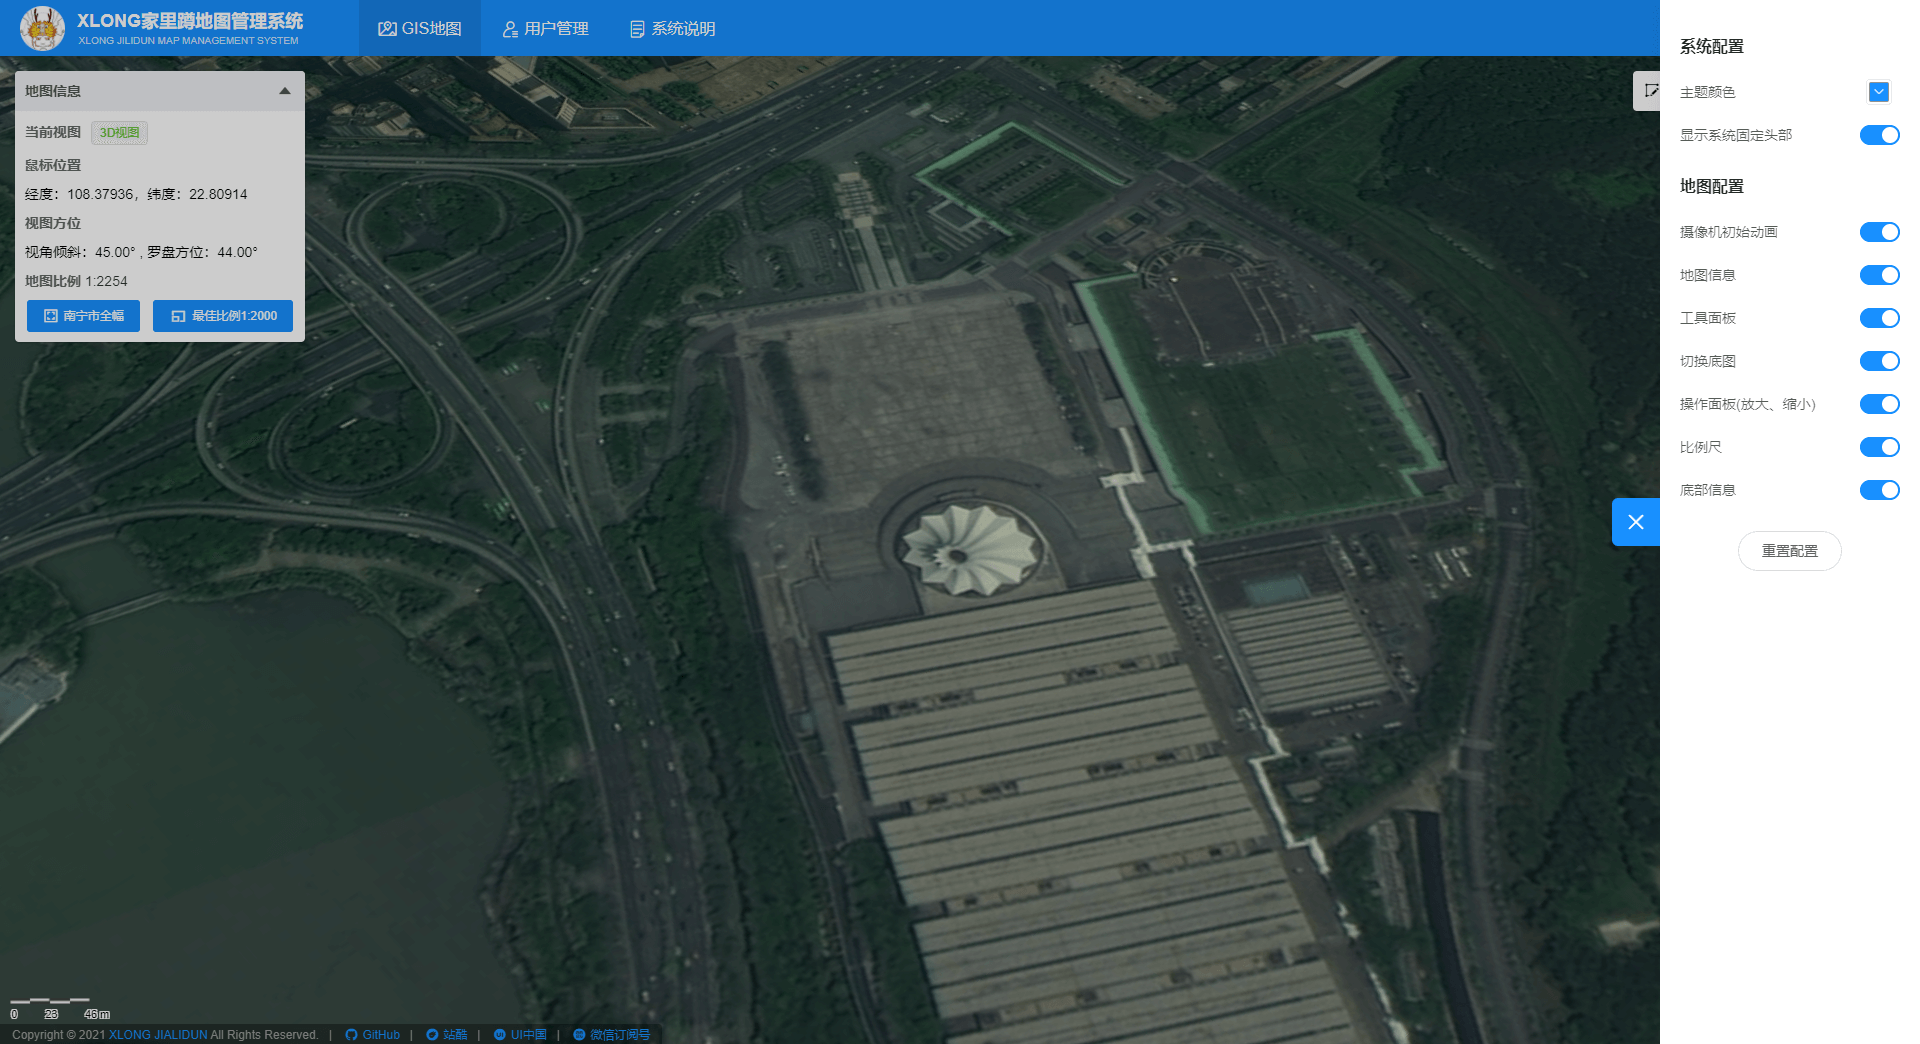 XLONG家里蹲地图管理系统
XLONG JILIDUN MAP MANAGEMENT SYSTEM
GIS地图
用户管理
系统说明
地图信息
当前视图 3D视图
鼠标位置
经度：108.37936，纬度：22.80914
视图方位
视角倾斜：45.00° , 罗盘方位：44.00°
地图比例 1:2254
南宁市全幅
最佳比例1:2000
系统配置
主题颜色
显示系统固定头部
地图配置
摄像机初始动画
地图信息
工具面板
切换底图
操作面板(放大、缩小)
比例尺
底部信息
重置配置
0 23 46m
Copyright © 2021 XLONG JIALIDUN All Rights Reserved. | GitHub | 站酷 | UI中国 | 微信订阅号